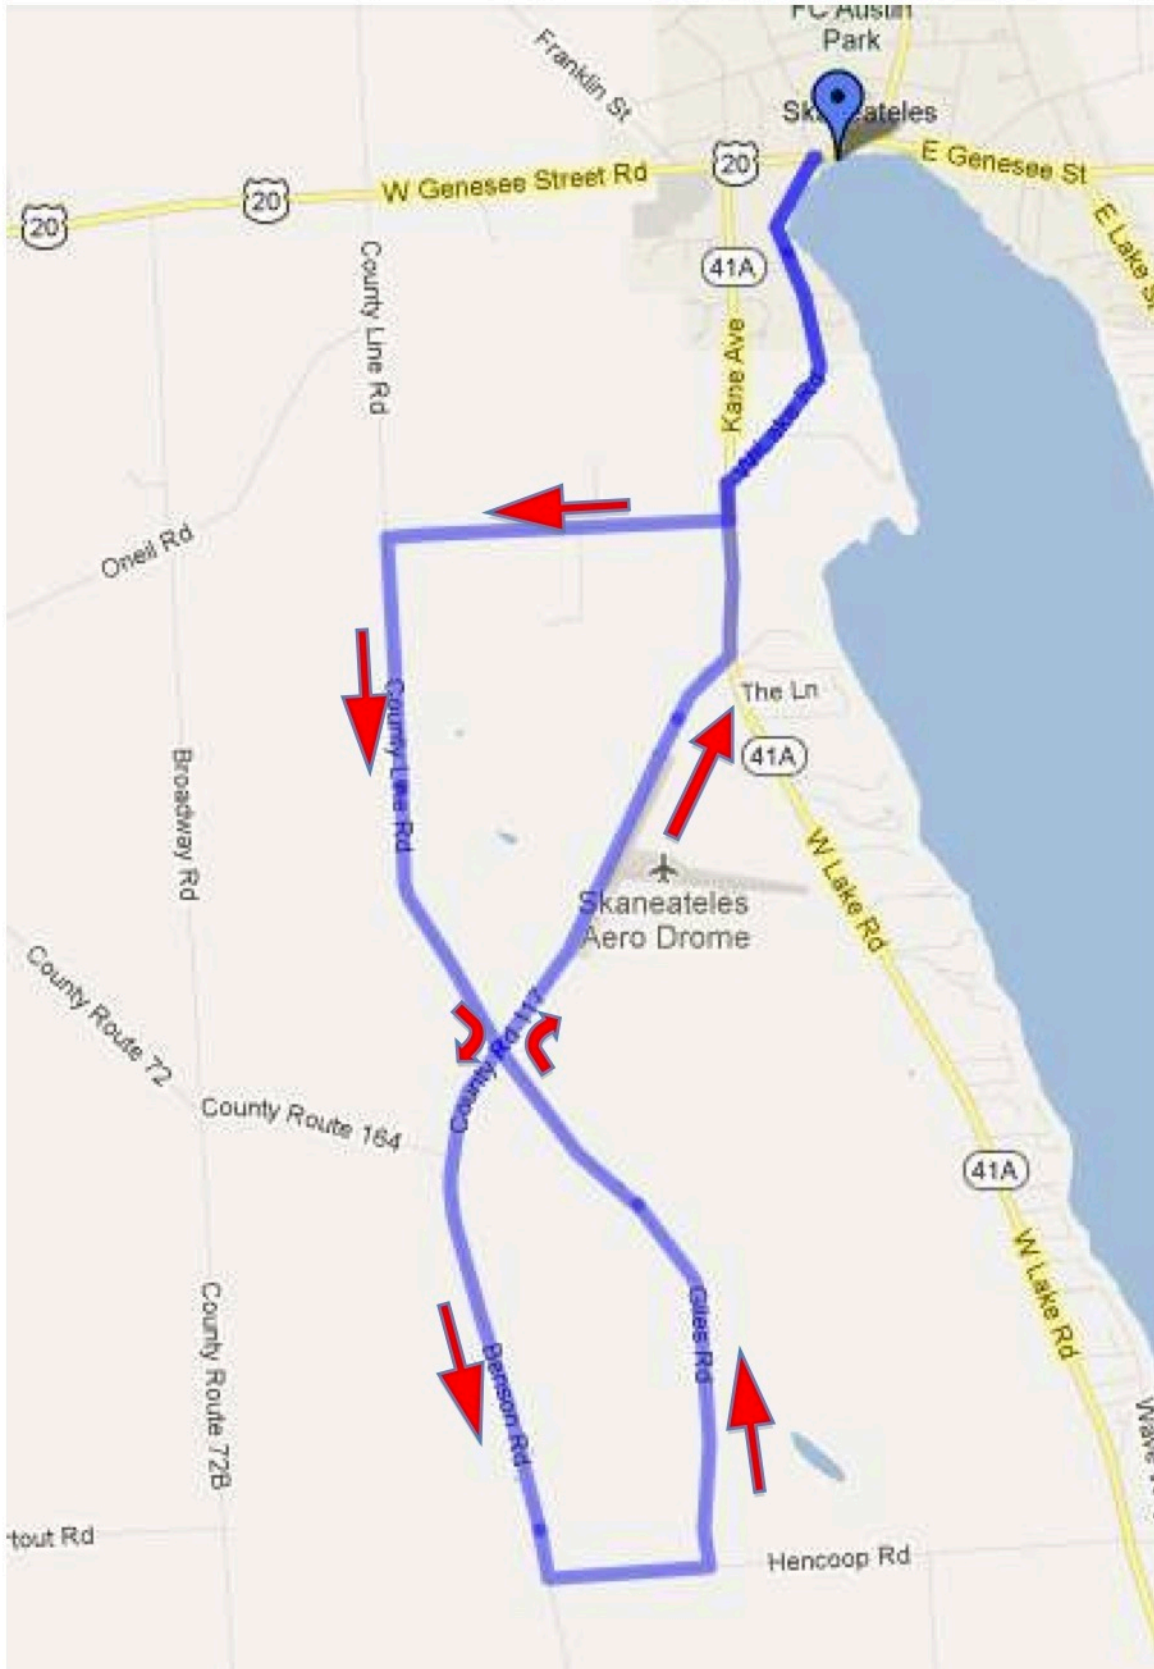 FC Austin
Park
Franklin St
Skaneateles
E Genesee St
20
W Genesee Street Rd
20
20
E Lake St
County Line Rd
41A
Kane Ave
W Lake Rd
Oneil Rd
County Line Rd
The Ln
41A
Broadway Rd
W Lake Rd
Skaneateles
Aero Drome
County Route 72
County Rd 117
County Route 164
41A
W Lake Rd
County Route 72B
Giles Rd
Benson Rd
tout Rd
Hencoop Rd